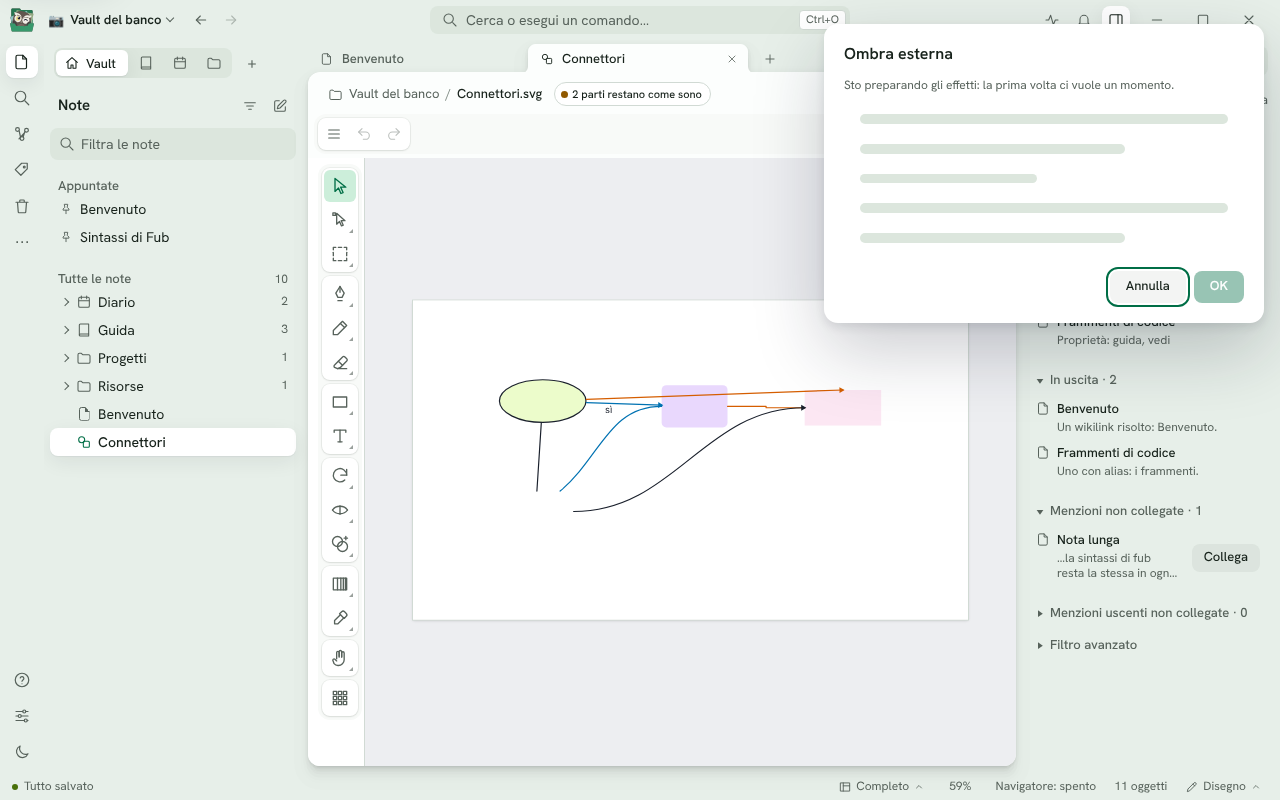 Vault del banco
Cerca o esegui un comando…
Ctrl+O
Vault
Benvenuto
Connettori
Note
Vault del banco / Connettori.svg
2 parti restano come sono
Filtra le note
Appuntate
Benvenuto
Sintassi di Fub
Tutte le note 10
Diario 2
Guida 3
Progetti 1
Risorse 1
Benvenuto
Connettori
sì
Ombra esterna
Sto preparando gli effetti: la prima volta ci vuole un momento.
Annulla
OK
Frammenti di codice
Proprietà: guida, vedi
In uscita · 2
Benvenuto
Un wikilink risolto: Benvenuto.
Frammenti di codice
Uno con alias: i frammenti.
Menzioni non collegate · 1
Nota lunga
…la sintassi di fub
resta la stessa in ogn…
Collega
Menzioni uscenti non collegate · 0
Filtro avanzato
Tutto salvato
Completo
59%
Navigatore: spento
11 oggetti
Disegno